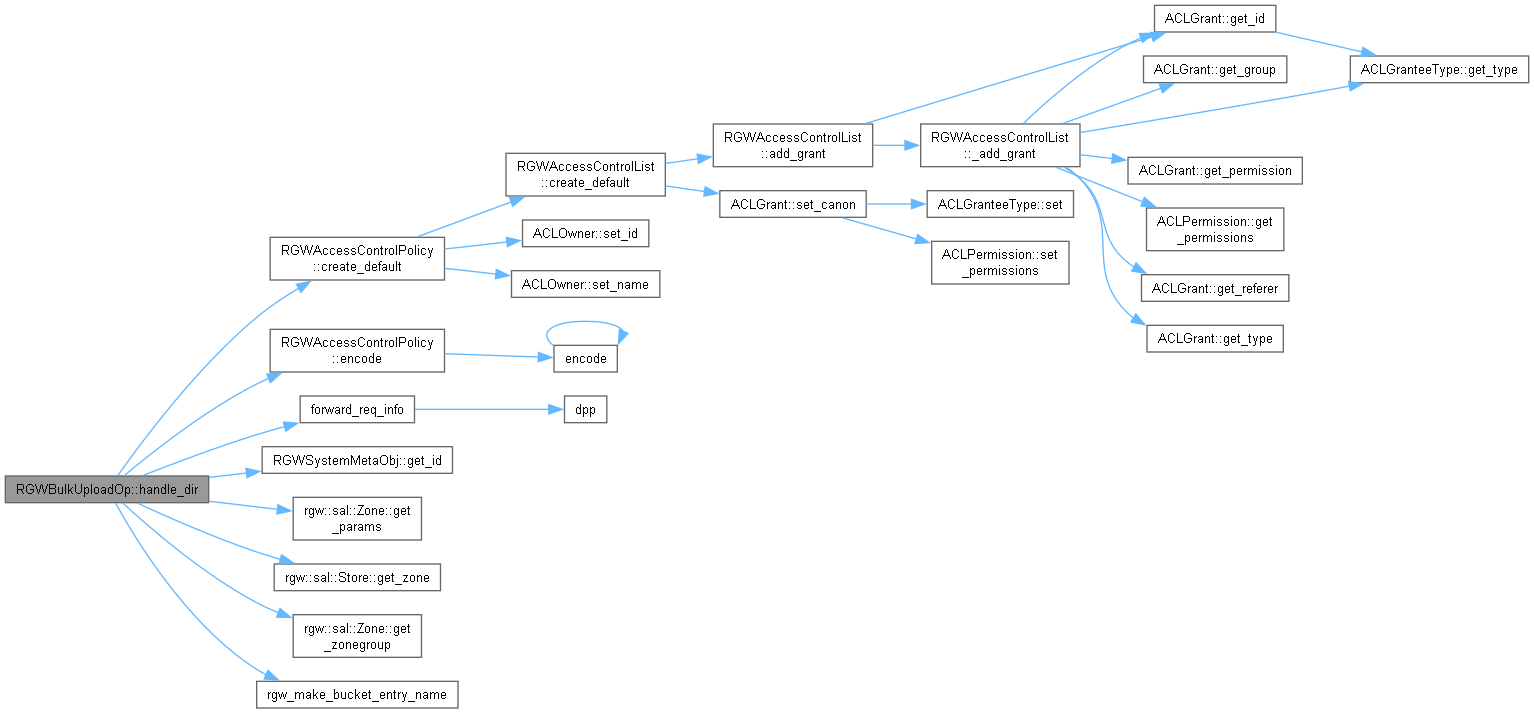 ACLGrant::get_id
ACLGrant::get_group
ACLGranteeType::get_type
RGWAccessControlList
::add_grant
RGWAccessControlList
::_add_grant
ACLGrant::get_permission
RGWAccessControlList
::create_default
ACLGrant::set_canon
ACLGranteeType::set
ACLPermission::get
_permissions
ACLOwner::set_id
RGWAccessControlPolicy
::create_default
ACLPermission::set
_permissions
ACLOwner::set_name
ACLGrant::get_referer
ACLGrant::get_type
RGWAccessControlPolicy
::encode
encode
forward_req_info
dpp
RGWSystemMetaObj::get_id
RGWBulkUploadOp::handle_dir
rgw::sal::Zone::get
_params
rgw::sal::Store::get_zone
rgw::sal::Zone::get
_zonegroup
rgw_make_bucket_entry_name